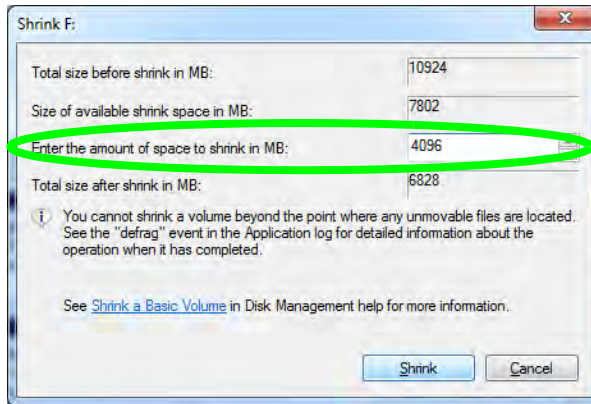 Shrink F:
Total size before shrink in MB: 10924
Size of available shrink space in MB: 7802
Enter the amount of space to shrink in MB: 4096
Total size after shrink in MB: 6828
You cannot shrink a volume beyond the point where any unmovable files are located.
See the "defrag" event in the Application log for detailed information about the
operation when it has completed.
See Shrink a Basic Volume in Disk Management help for more information.
Shrink Cancel